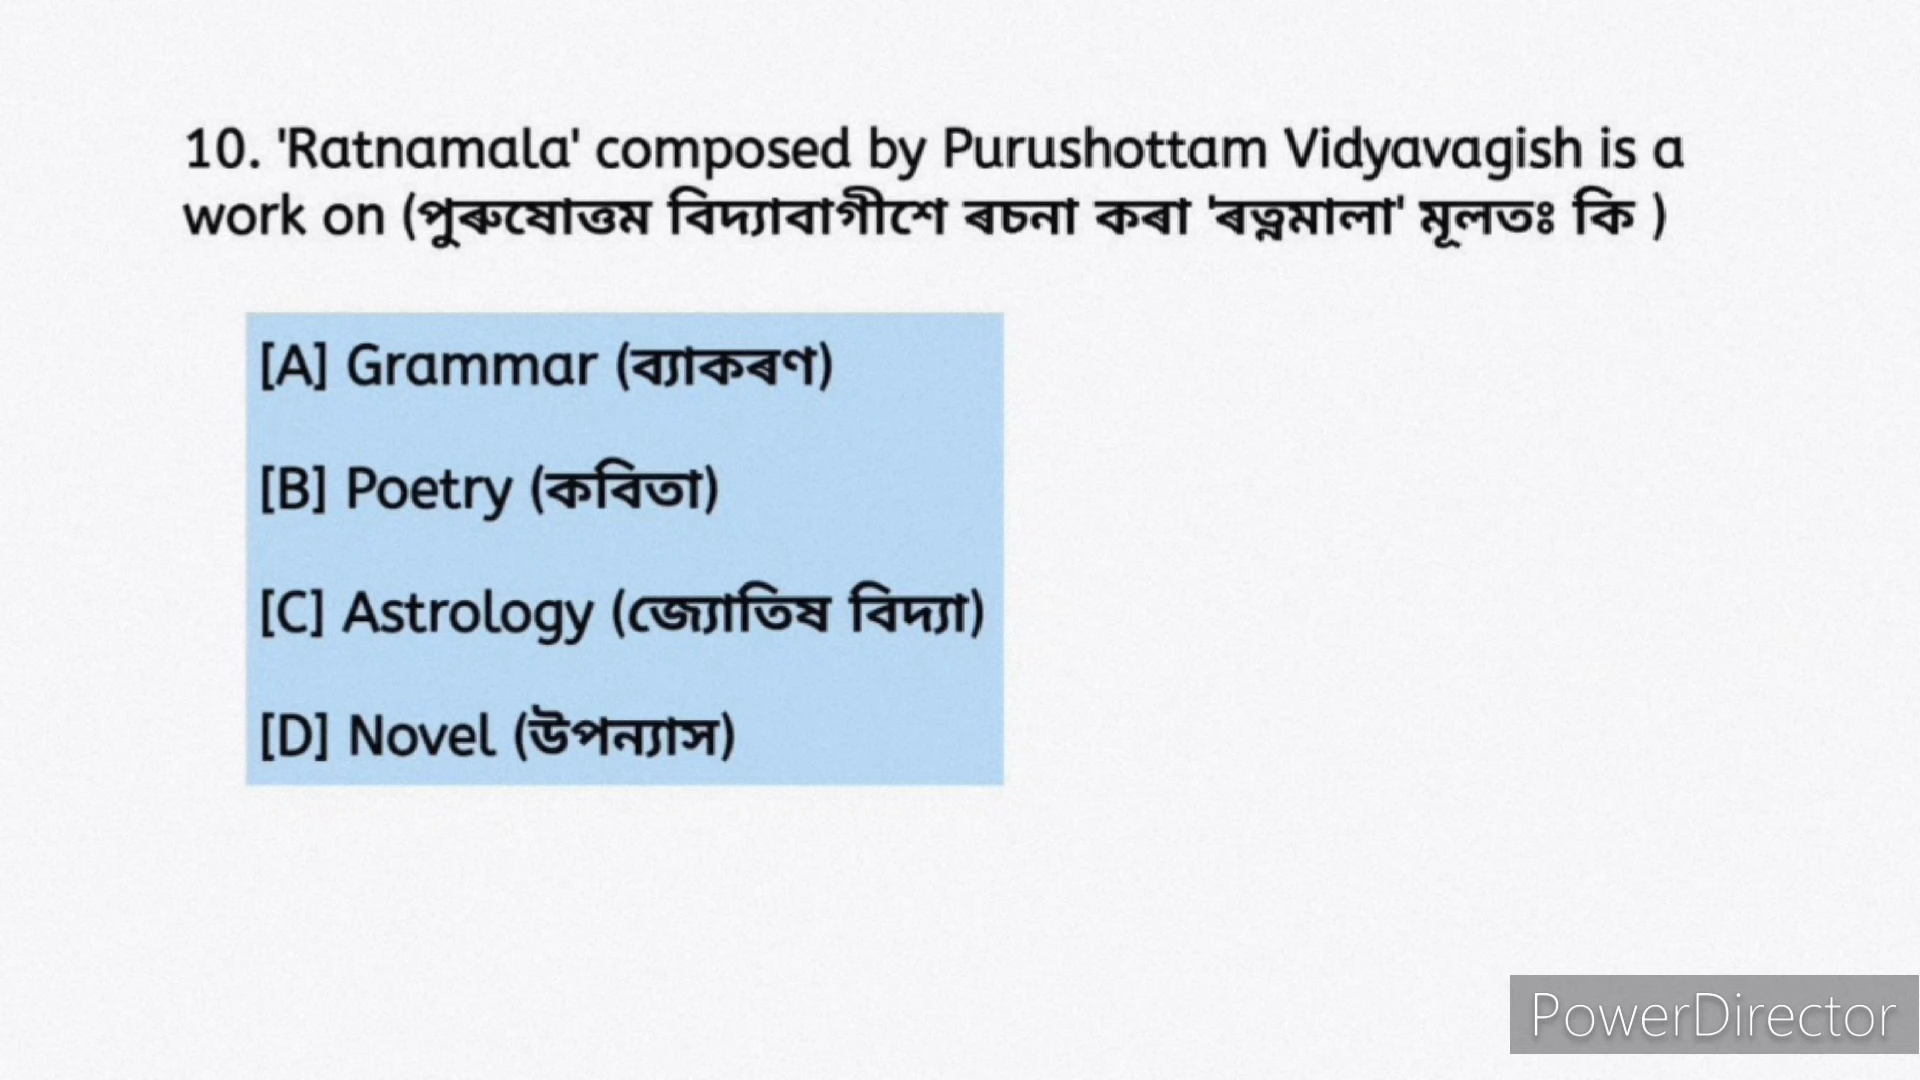 10. 'Ratnamala' composed by Purushottam Vidyavagish is a
work on (পুৰুষোত্তম বিদ্যাবাগীশে ৰচনা কৰা 'ৰত্নমালা' মূলতঃ কি )
[A] Grammar (ব্যাকৰণ)
[B] Poetry (কবিতা)
[C] Astrology (জ্যোতিষ বিদ্যা)
[D] Novel (উপন্যাস)
PowerDirector